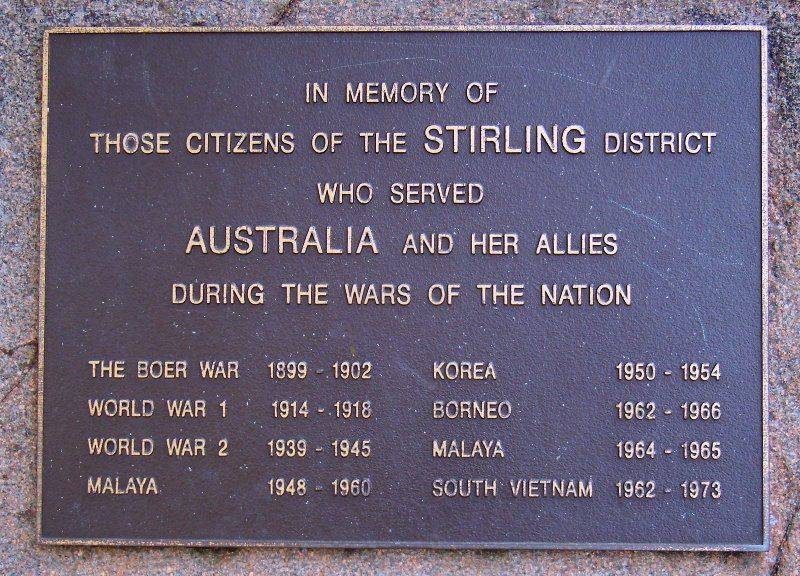 IN MEMORY OF
THOSE CITIZENS OF THE STIRLING DISTRICT
WHO SERVED
AUSTRALIA AND HER ALLIES
DURING THE WARS OF THE NATION
THE BOER WAR 1899 - 1902
WORLD WAR 1 1914 - 1918
WORLD WAR 2 1939 - 1945
MALAYA 1948 - 1960
KOREA 1950 - 1954
BORNEO 1962 - 1966
MALAYA 1964 - 1965
SOUTH VIETNAM 1962 - 1973